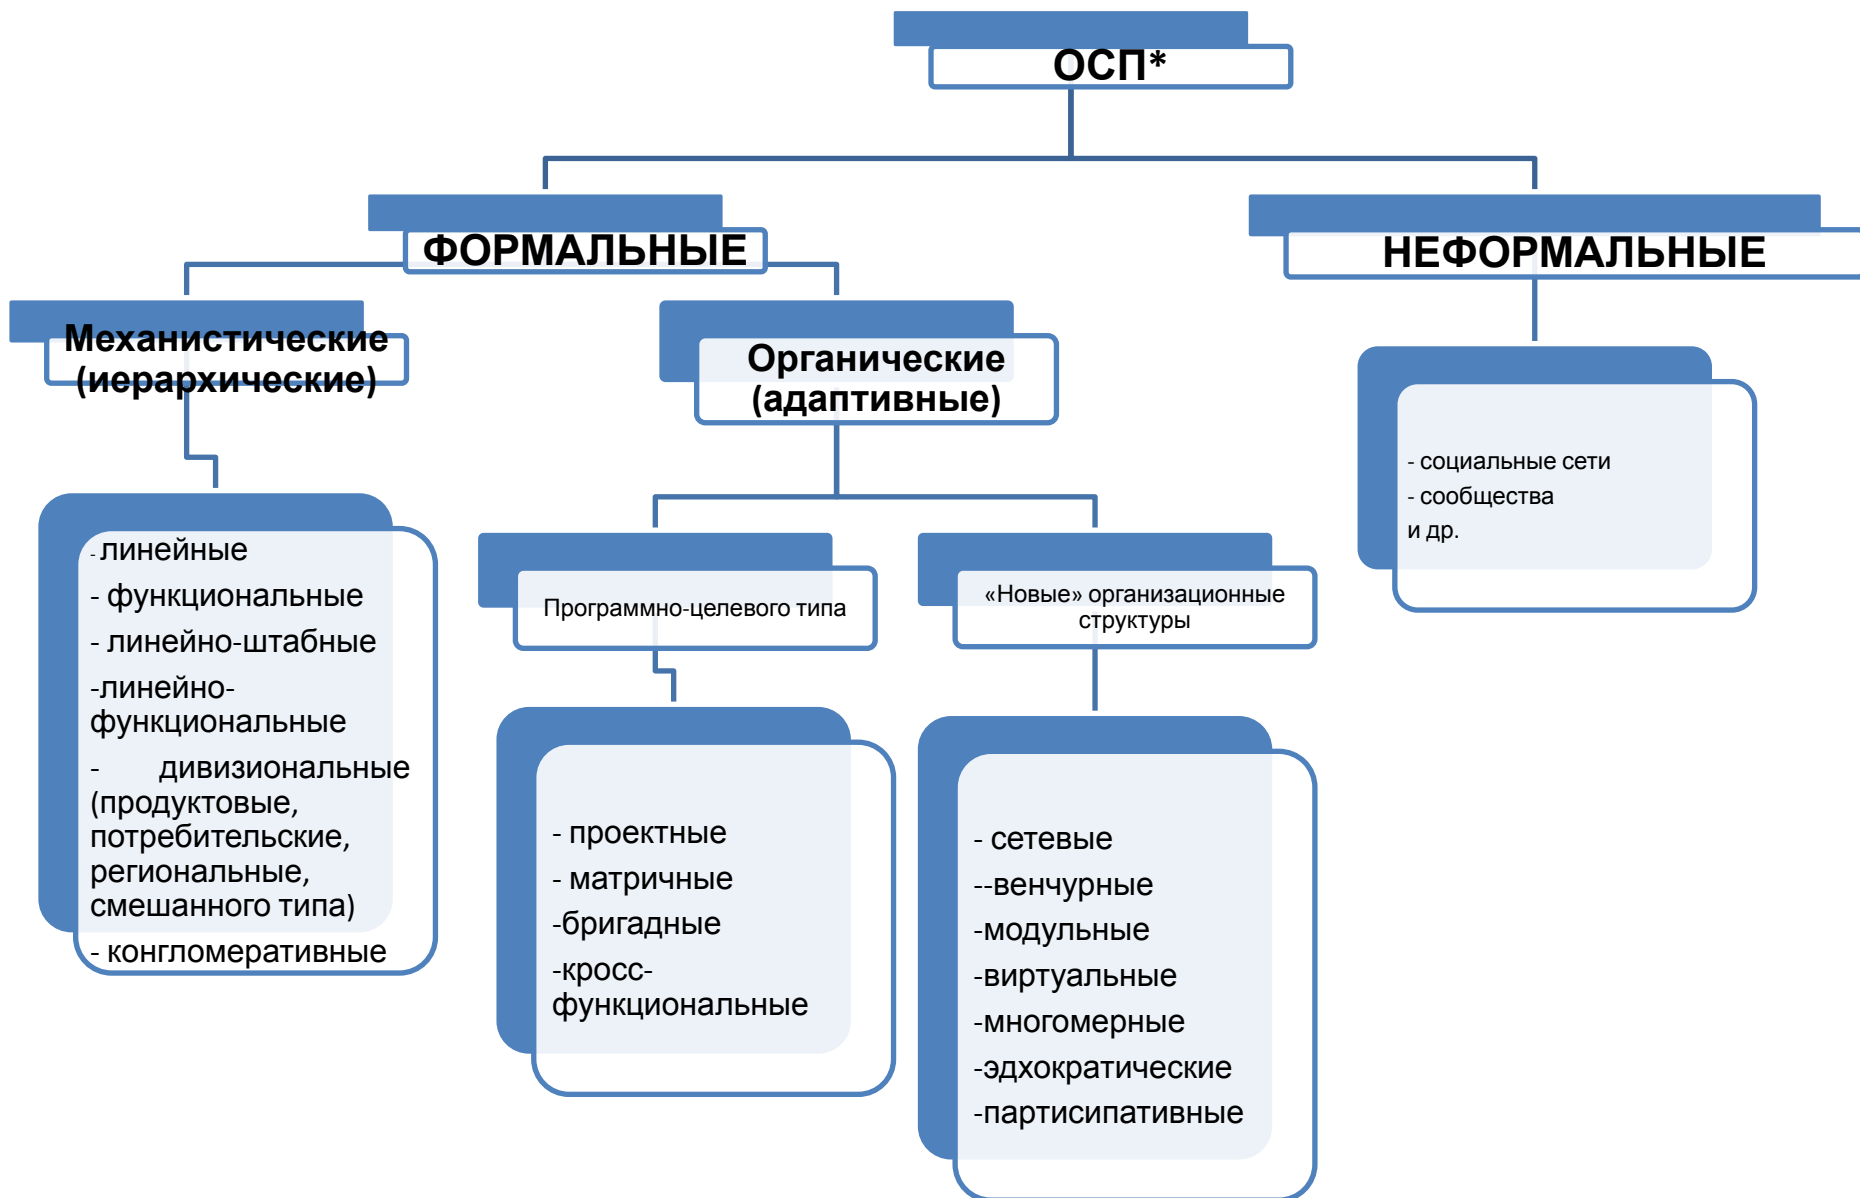 ОСП*
ФОРМАЛЬНЫЕ
НЕФОРМАЛЬНЫЕ
Механистические
(иерархические)
Органические
(адаптивные)
- социальные сети
- сообщества
и др.
- линейные
- функциональные
- линейно-штабные
-линейно-
функциональные
- дивизиональные
(продуктовые,
потребительские,
региональные,
смешанного типа)
- конгломеративные
Программно-целевого типа
«Новые» организационные
структуры
- проектные
- матричные
-бригадные
-кросс-
функциональные
- сетевые
--венчурные
-модульные
-виртуальные
-многомерные
-эдхократические
-партисипативные